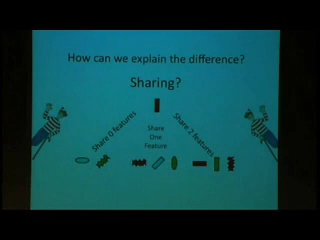 How can we explain the difference?
Sharing?
Share 0 features
Share
One
Feature
Share 2 features